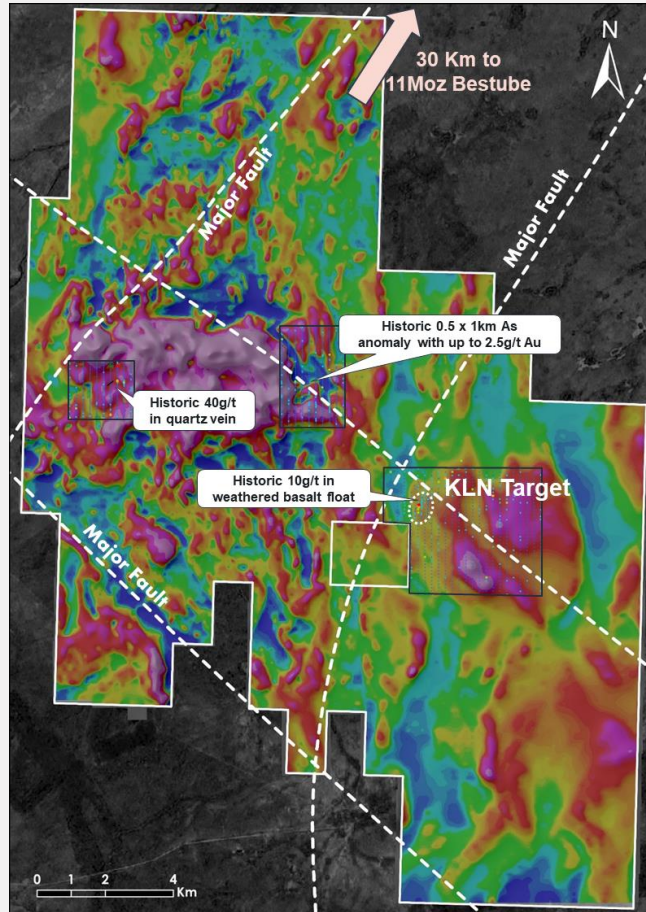 30 Km to
11Moz Bestube
N
Major Fault
Major Fault
Historic 0.5 x 1km As
anomaly with up to 2.5g/t Au
Historic 40g/t
in quartz vein
Historic 10g/t in
weathered basalt float
KLN Target
Major Fault
0 1 2 4
Km